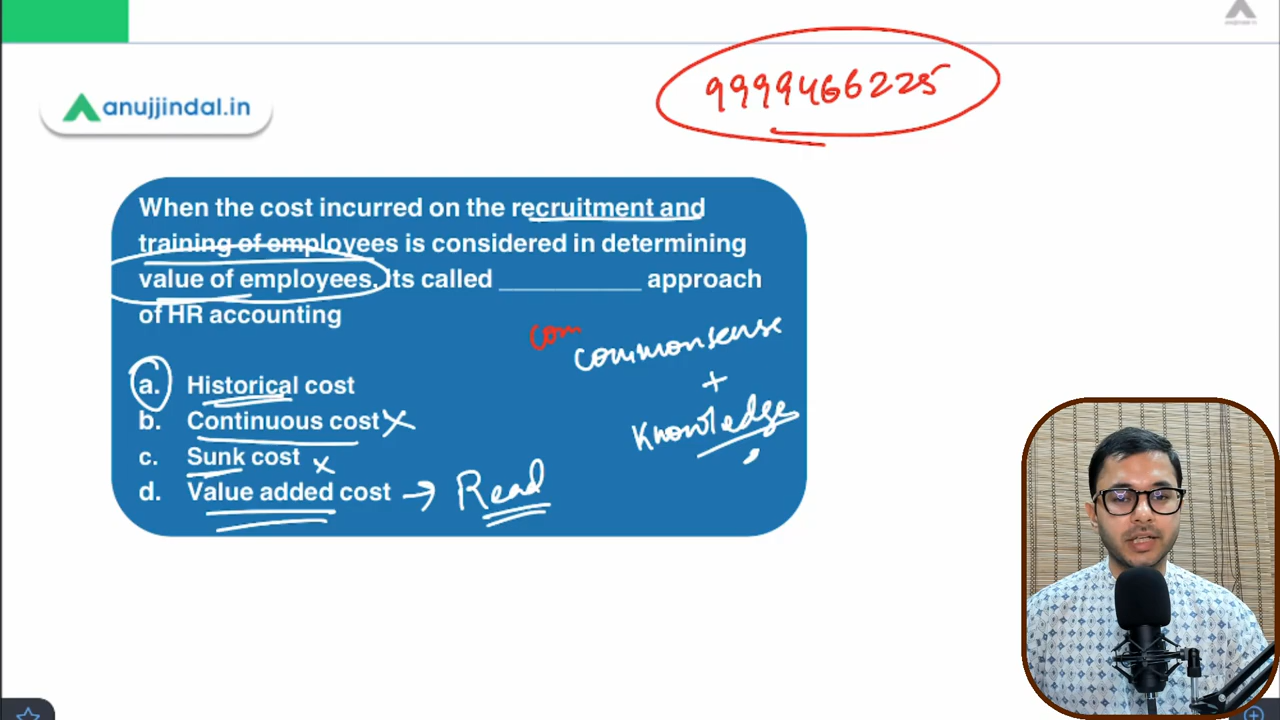 9999466225
anujjindal.in
When the cost incurred on the recruitment and
training of employees is considered in determining
value of employees, Its called ____________ approach
of HR accounting
com
commonsense
+
Knowledge
a. Historical cost
b. Continuous cost X
c. Sunk cost x
d. Value added cost → Read